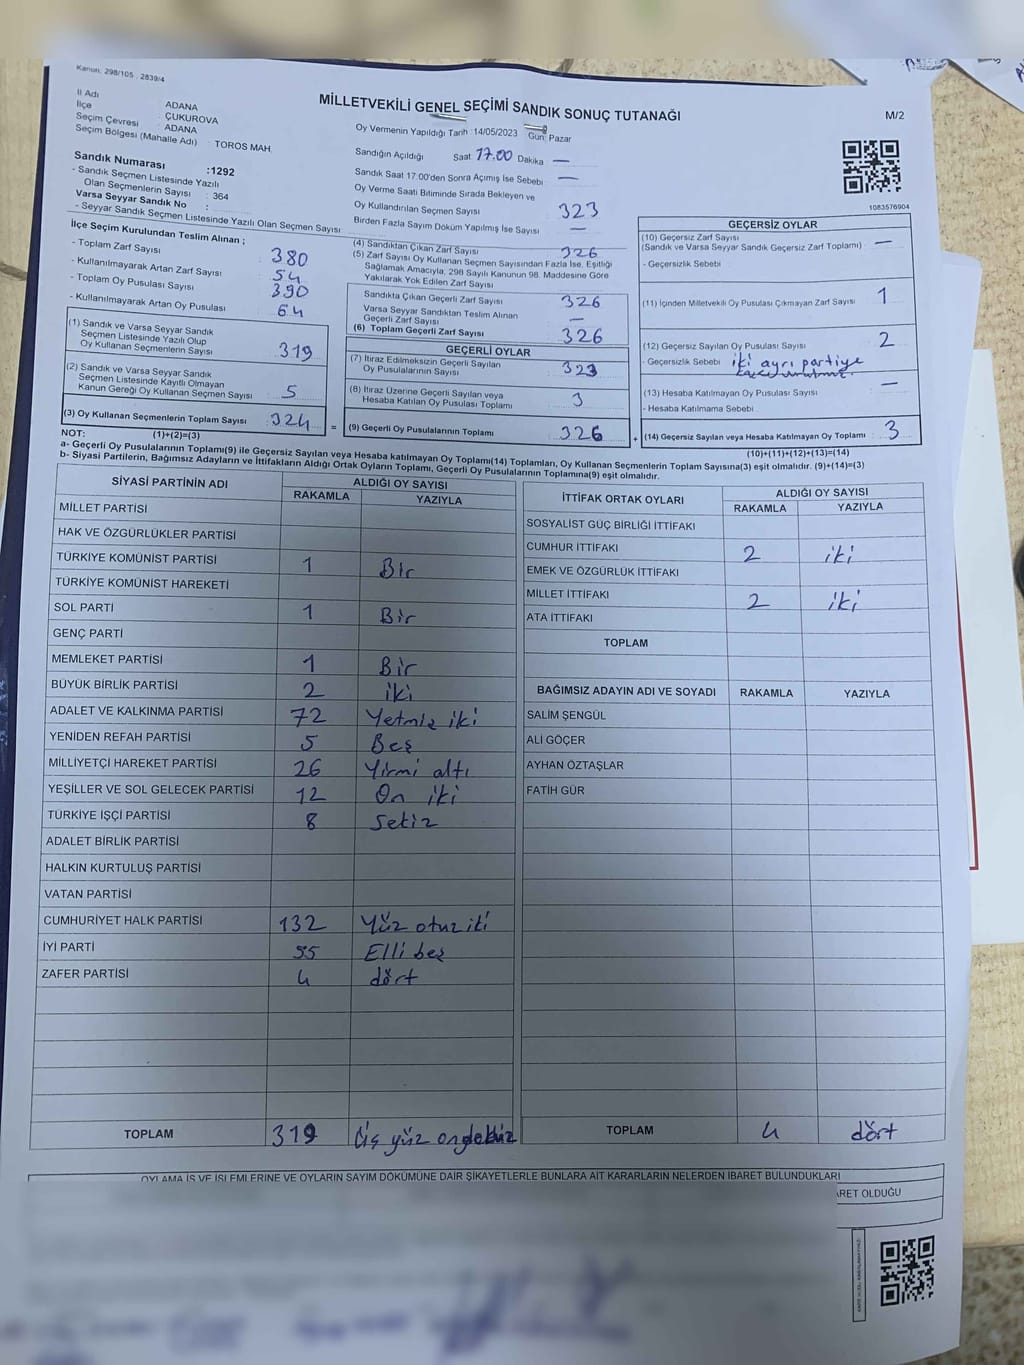 Kanun: 298/105 , 2839/4
MİLLETVEKİLİ GENEL SEÇİMİ SANDIK SONUÇ TUTANAĞI
M/2
İl Adı : ADANA
İlçe : ÇUKUROVA
Seçim Çevresi : ADANA
Seçim Bölgesi (Mahalle Adı) : TOROS MAH.
Sandık Numarası :1292
- Sandık Seçmen Listesinde Yazılı
Olan Seçmenlerin Sayısı : 364
Varsa Seyyar Sandık No :
- Seyyar Sandık Seçmen Listesinde Yazılı Olan Seçmen Sayısı :
Oy Vermenin Yapıldığı Tarih :14/05/2023 Gün: Pazar
Sandığın Açıldığı Saat 17.00 Dakika —
Sandık Saat 17:00'den Sonra Açımış İse Sebebi : —
Oy Verme Saati Bitiminde Sırada Bekleyen ve
Oy Kullandırılan Seçmen Sayısı 323
Birden Fazla Sayım Döküm Yapılmış İse Sayısı —
1083576904
İlçe Seçim Kurulundan Teslim Alınan ;
- Toplam Zarf Sayısı : 380
- Kullanılmayarak Artan Zarf Sayısı : 54
- Toplam Oy Pusulası Sayısı : 390
- Kullanılmayarak Artan Oy Pusulası : 64
(1) Sandık ve Varsa Seyyar Sandık
Seçmen Listesinde Yazılı Olup
Oy Kullanan Seçmenlerin Sayısı 319
(2) Sandık ve Varsa Seyyar Sandık
Seçmen Listesinde Kayıtlı Olmayan
Kanun Gereği Oy Kullanan Seçmen Sayısı 5
(3) Oy Kullanan Seçmenlerin Toplam Sayısı 324 =
(4) Sandıktan Çıkan Zarf Sayısı 326
(5) Zarf Sayısı Oy Kullanan Seçmen Sayısından Fazla İse, Eşitliği
Sağlamak Amacıyla, 298 Sayılı Kanunun 98. Maddesine Göre
Yakılarak Yok Edilen Zarf Sayısı
Sandıkta Çıkan Geçerli Zarf Sayısı 326
Varsa Seyyar Sandıktan Teslim Alınan
Geçerli Zarf Sayısı —
(6) Toplam Geçerli Zarf Sayısı 326
GEÇERLİ OYLAR
(7) İtiraz Edilmeksizin Geçerli Sayılan
Oy Pusulalarının Sayısı 323
(8) İtiraz Üzerine Geçerli Sayılan veya
Hesaba Katılan Oy Pusulası Toplamı 3
(9) Geçerli Oy Pusulalarının Toplamı 326 +
GEÇERSİZ OYLAR
(10) Geçersiz Zarf Sayısı
(Sandık ve Varsa Seyyar Sandık Geçersiz Zarf Toplamı) : —
- Geçersizlik Sebebi :
(11) İçinden Milletvekili Oy Pusulası Çıkmayan Zarf Sayısı 1
(12) Geçersiz Sayılan Oy Pusulası Sayısı 2
- Geçersizlik Sebebi : iki ayrı partiye
(13) Hesaba Katılmayan Oy Pusulası Sayısı —
- Hesaba Katılmama Sebebi
(14) Geçersiz Sayılan veya Hesaba Katılmayan Oy Toplamı : 3
NOT: (1)+(2)=(3)
(10)+(11)+(12)+(13)=(14)
a- Geçerli Oy Pusulalarının Toplamı(9) ile Geçersiz Sayılan veya Hesaba katılmayan Oy Toplamı(14) Toplamları, Oy Kullanan Seçmenlerin Toplam Sayısına(3) eşit olmalıdır. (9)+(14)=(3)
b- Siyasi Partilerin, Bağımsız Adayların ve İttifakların Aldığı Ortak Oyların Toplamı, Geçerli Oy Pusulalarının Toplamına(9) eşit olmalıdır.
SİYASİ PARTİNİN ADI ALDIĞI OY SAYISI
RAKAMLA YAZIYLA
MİLLET PARTİSİ
HAK VE ÖZGÜRLÜKLER PARTİSİ
TÜRKİYE KOMÜNİST PARTİSİ 1 Bir
TÜRKİYE KOMÜNİST HAREKETİ
SOL PARTİ 1 Bir
GENÇ PARTİ
MEMLEKET PARTİSİ 1 Bir
BÜYÜK BİRLİK PARTİSİ 2 iki
ADALET VE KALKINMA PARTİSİ 72 Yetmiş iki
YENİDEN REFAH PARTİSİ 5 Beş
MİLLİYETÇİ HAREKET PARTİSİ 26 Yirmi altı
YEŞİLLER VE SOL GELECEK PARTİSİ 12 On iki
TÜRKİYE İŞÇİ PARTİSİ 8 Sekiz
ADALET BİRLİK PARTİSİ
HALKIN KURTULUŞ PARTİSİ
VATAN PARTİSİ
CUMHURİYET HALK PARTİSİ 132 Yüz otuz iki
İYİ PARTİ 55 Elli beş
ZAFER PARTİSİ 4 dört
TOPLAM 319 Üç yüz ondokuz
İTTİFAK ORTAK OYLARI ALDIĞI OY SAYISI
RAKAMLA YAZIYLA
SOSYALİST GÜÇ BİRLİĞİ İTTİFAKI
CUMHUR İTTİFAKI 2 iki
EMEK VE ÖZGÜRLÜK İTTİFAKI
MİLLET İTTİFAKI 2 iki
ATA İTTİFAKI
TOPLAM
BAĞIMSIZ ADAYIN ADI VE SOYADI RAKAMLA YAZIYLA
SALİM ŞENGÜL
ALİ GÖÇER
AYHAN ÖZTAŞLAR
FATİH GÜR
TOPLAM 4 dört
OYLAMA İŞ VE İŞLEMLERİNE VE OYLARIN SAYIM DÖKÜMÜNE DAİR ŞİKAYETLERLE BUNLARA AİT KARARLARIN NELERDEN İBARET BULUNDUKLARI
ARET OLDUĞU